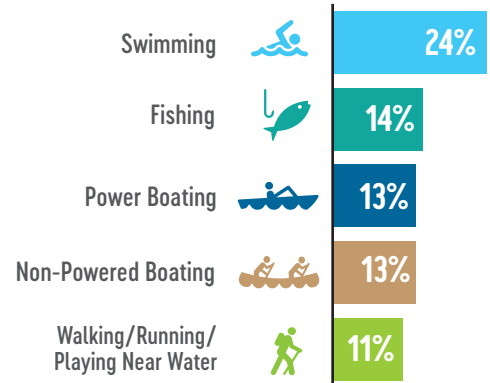 Swimming 24%
Fishing 14%
Power Boating 13%
Non-Powered Boating 13%
Walking/Running/
Playing Near Water 11%